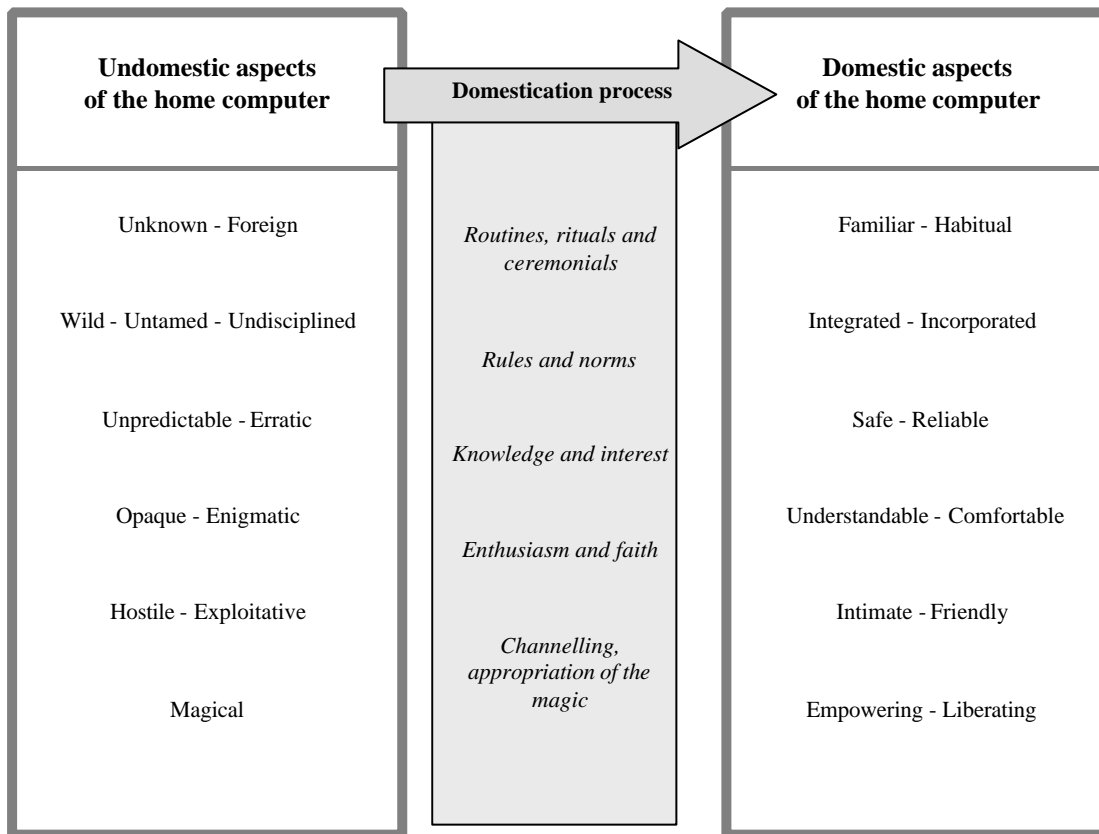 Undomestic aspects
of the home computer
Unknown - Foreign
Wild - Untamed - Undisciplined
Unpredictable - Erratic
Opaque - Enigmatic
Hostile - Exploitative
Magical
Domestication process
Routines, rituals and
ceremonials
Rules and norms
Knowledge and interest
Enthusiasm and faith
Channelling,
appropriation of the
magic
Domestic aspects
of the home computer
Familiar - Habitual
Integrated - Incorporated
Safe - Reliable
Understandable - Comfortable
Intimate - Friendly
Empowering - Liberating